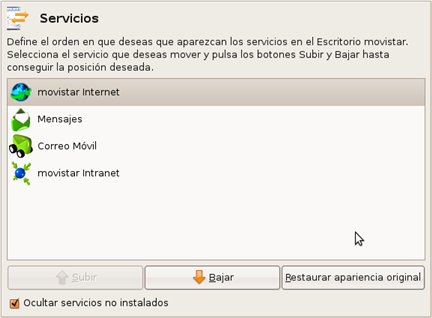 Servicios
Define el orden en que deseas que aparezcan los servicios en el Escritorio movistar.
Selecciona el servicio que deseas mover y pulsa los botones Subir y Bajar hasta
conseguir la posición deseada.
movistar Internet
Mensajes
Correo Móvil
movistar Intranet
Subir
Bajar
Restaurar apariencia original
Ocultar servicios no instalados